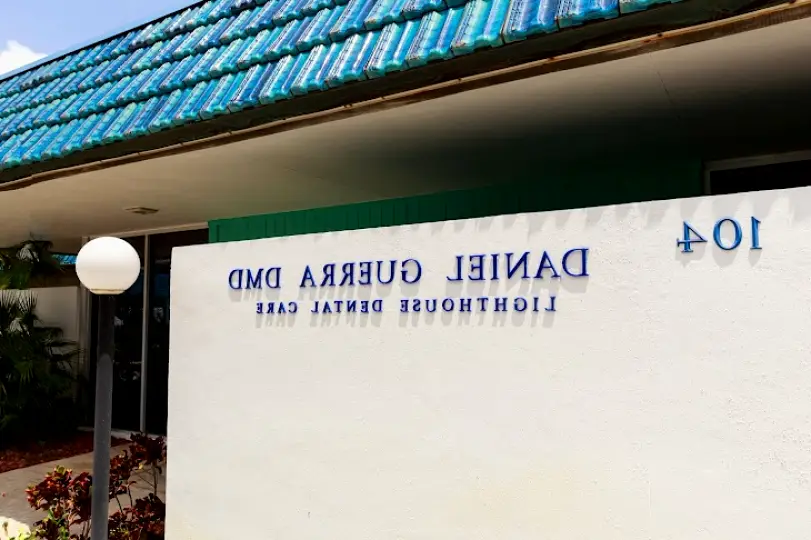 104
DANIEL GUERRA DMD
LIGHTHOUSE DENTAL CARE